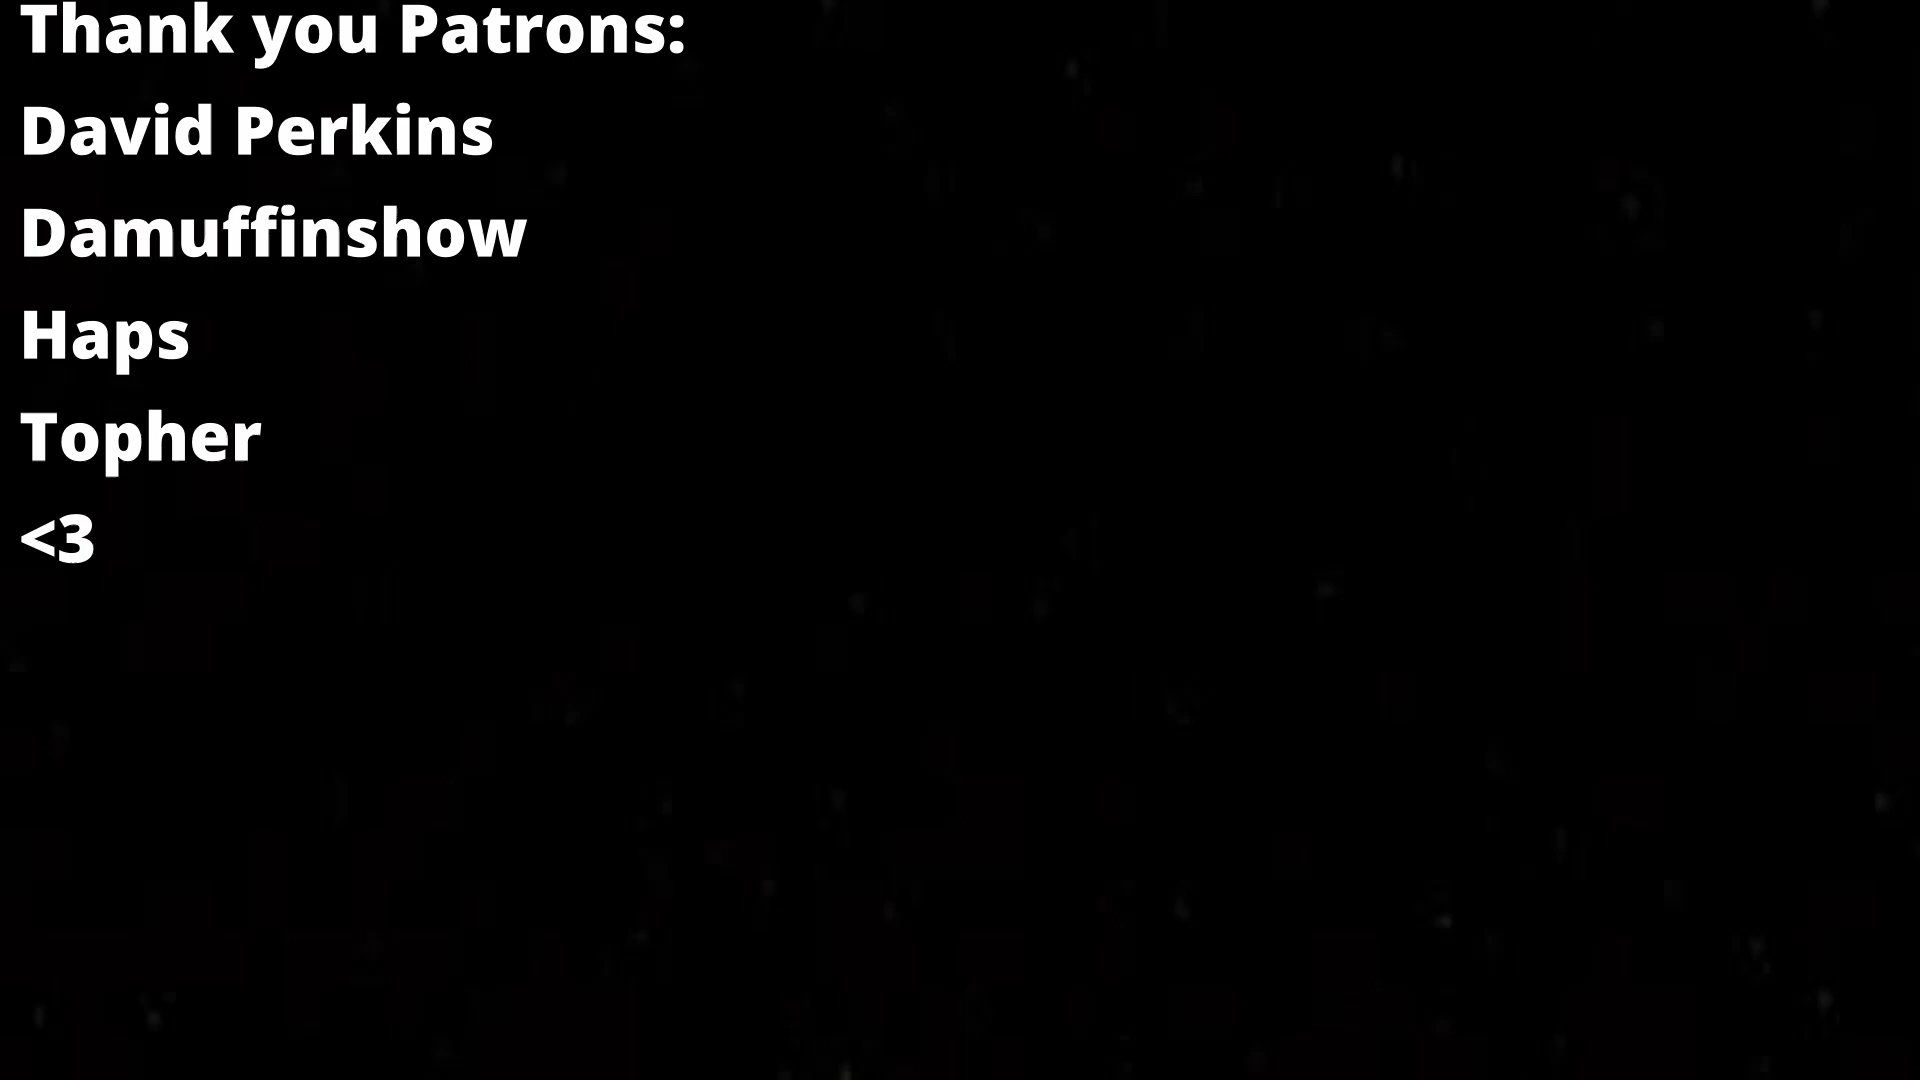 Thank you Patrons:
David Perkins
Damuffinshow
Haps
Topher
<3